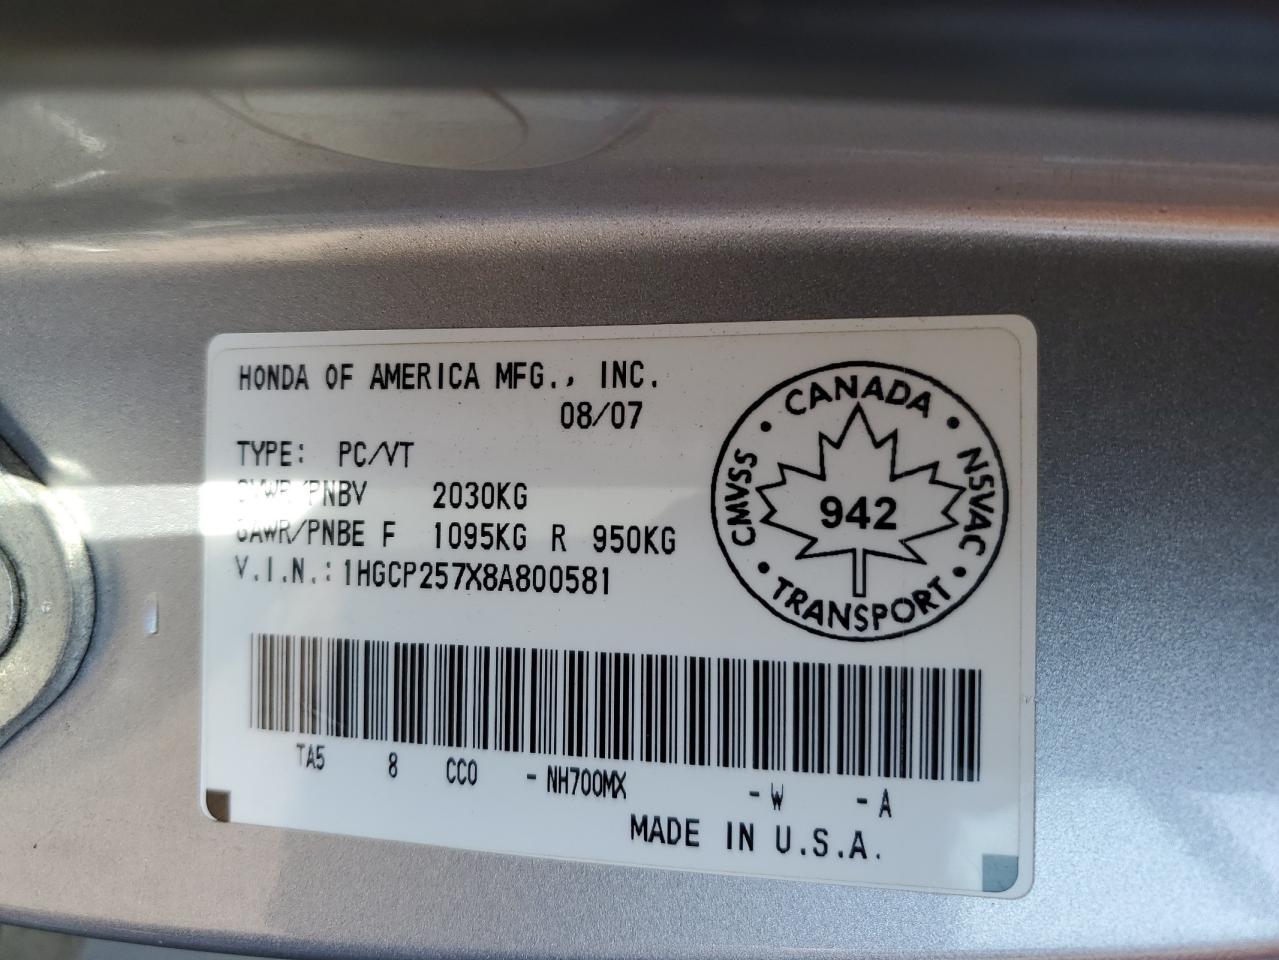 HONDA OF AMERICA MFG., INC.
08/07
TYPE: PC/VT
GVWR/PNBV 2030KG
GAWR/PNBE F 1095KG R 950KG
V.I.N.: 1HGCP257X8A800581
CANADA
CMVSS
942
NSVAC
TRANSPORT
TA5 8 CC0 -NH700MX -W -A
MADE IN U.S.A.